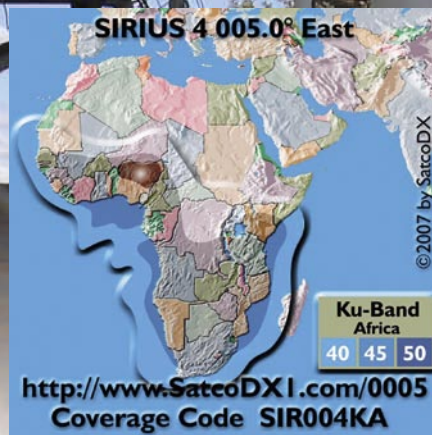 SIRIUS 4 005.0° East
©2007 by SatcoDX
Ku-Band
Africa
40 45 50
http://www.SatcoDX1.com/0005
Coverage Code SIR004KA